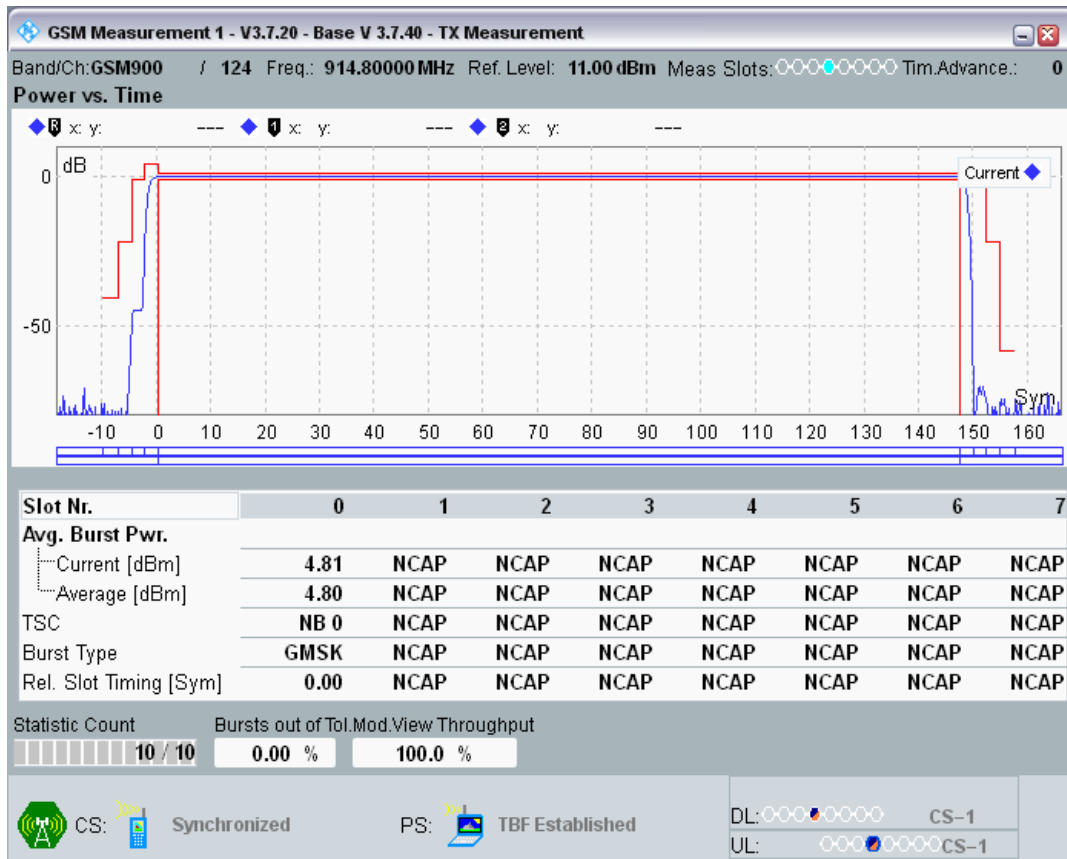 GSM Measurement 1 - V3.7.20 - Base V 3.7.40 - TX Measurement
Band/Ch:GSM900 / 124 Freq.: 914.80000 MHz Ref. Level: 11.00 dBm Meas Slots: Tim.Advance.: 0
Power vs. Time
R x: y: --- 1 x: y: --- 2 x: y: ---
dB
Current
0
-50
Sym
-10 0 10 20 30 40 50 60 70 80 90 100 110 120 130 140 150 160
Slot Nr. 0 1 2 3 4 5 6 7
Avg. Burst Pwr.
Current [dBm] 4.81 NCAP NCAP NCAP NCAP NCAP NCAP NCAP
Average [dBm] 4.80 NCAP NCAP NCAP NCAP NCAP NCAP NCAP
TSC NB 0 NCAP NCAP NCAP NCAP NCAP NCAP NCAP
Burst Type GMSK NCAP NCAP NCAP NCAP NCAP NCAP NCAP
Rel. Slot Timing [Sym] 0.00 NCAP NCAP NCAP NCAP NCAP NCAP NCAP
Statistic Count Bursts out of Tol.Mod.View Throughput
10 / 10 0.00 % 100.0 %
CS: Synchronized PS: TBF Established
DL: CS-1
UL: CS-1